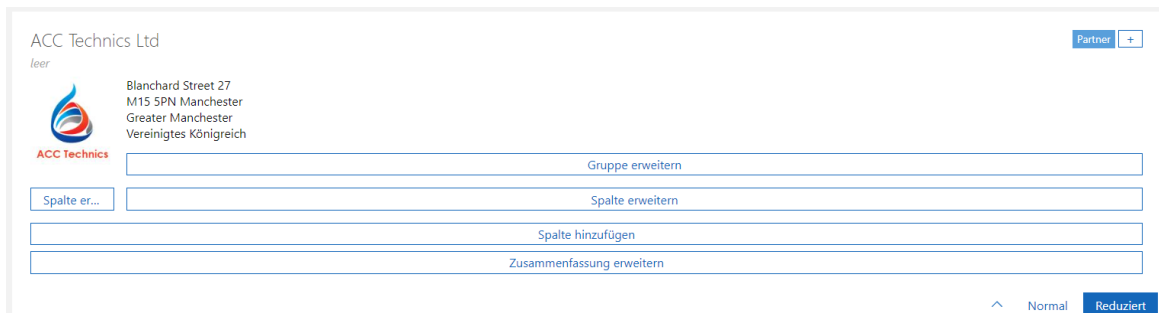 ACC Technics Ltd
Partner +
leer
Blanchard Street 27
M15 5PN Manchester
Greater Manchester
Vereinigtes Königreich
ACC Technics
Gruppe erweitern
Spalte er... Spalte erweitern
Spalte hinzufügen
Zusammenfassung erweitern
Normal Reduziert